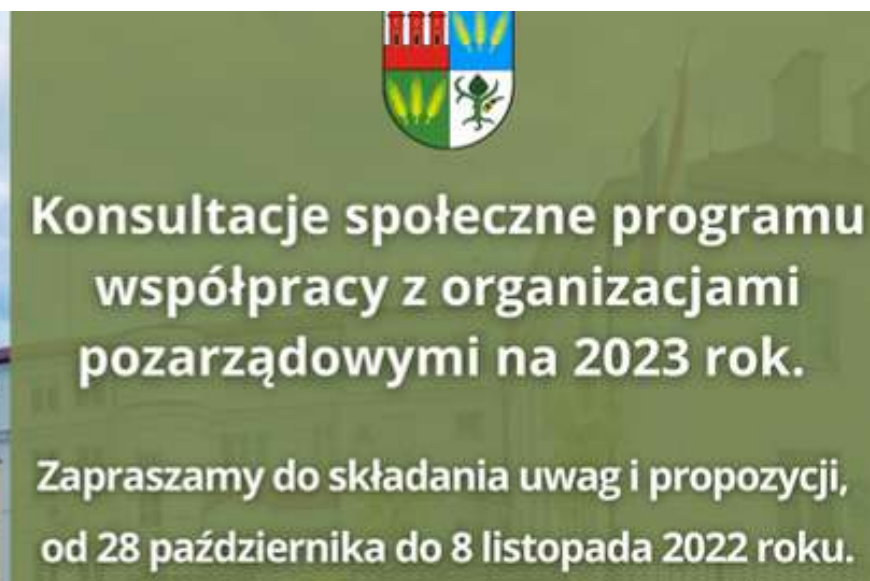 Konsultacje społeczne programu
współpracy z organizacjami
pozarządowymi na 2023 rok.
Zapraszamy do składania uwag i propozycji,
od 28 października do 8 listopada 2022 roku.